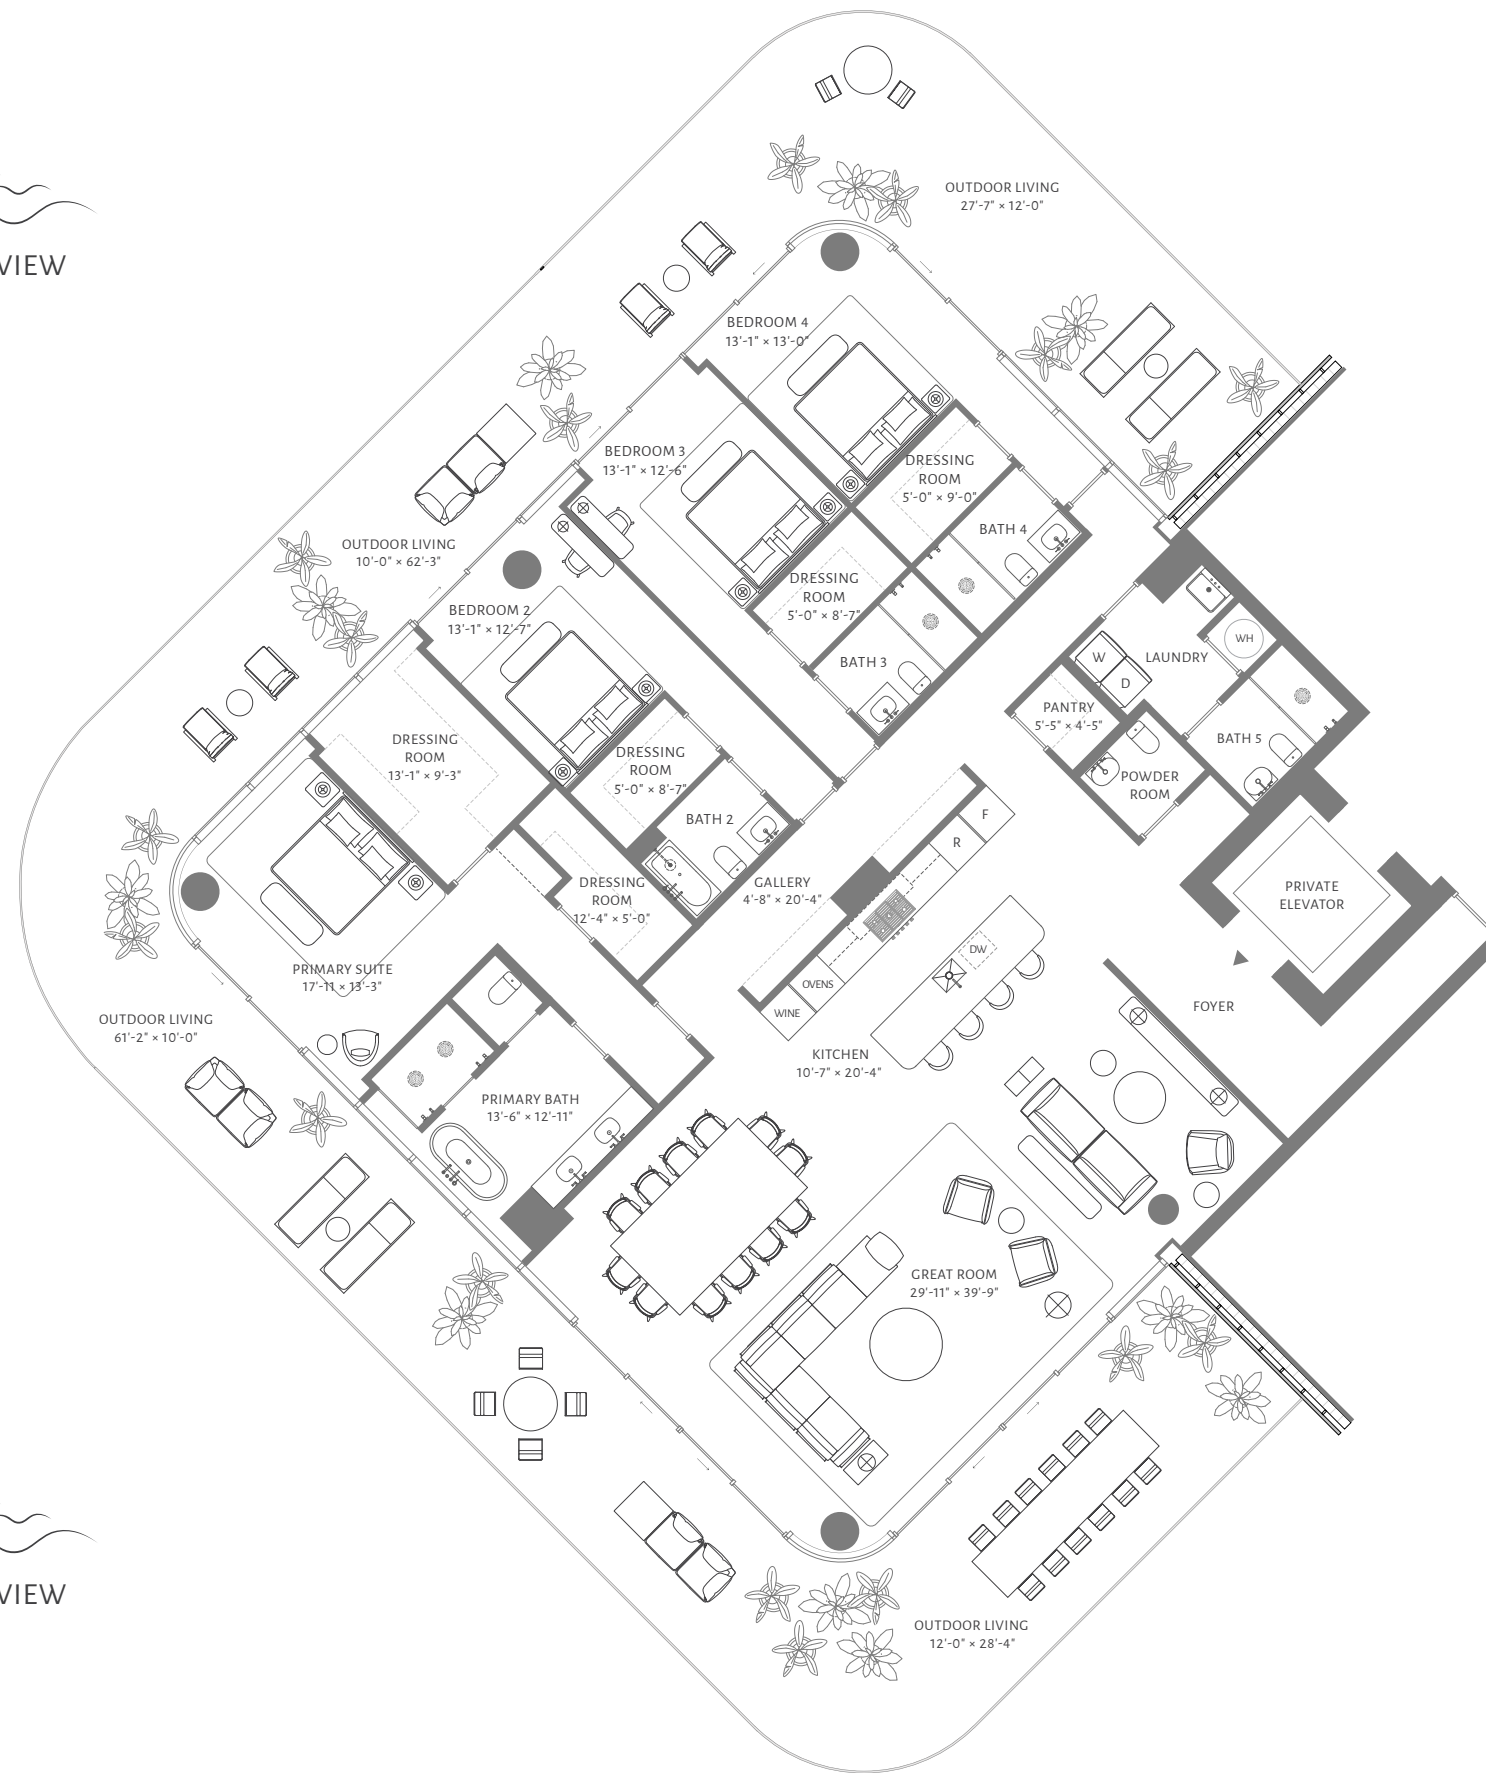 OUTDOOR LIVING
27'-7" × 12'-0"
VIEW
BEDROOM 4
13'-1" × 13'-0"
BEDROOM 3
13'-1" × 12'-6"
DRESSING
ROOM
5'-0" × 9'-0"
BATH 4
OUTDOOR LIVING
10'-0" × 62'-3"
DRESSING
ROOM
5'-0" × 8'-7"
BEDROOM 2
13'-1" × 12'-7"
BATH 3
WH
W
D
LAUNDRY
PANTRY
5'-5" × 4'-5"
BATH 5
DRESSING
ROOM
13'-1" × 9'-3"
DRESSING
ROOM
5'-0" × 8'-7"
POWDER
ROOM
BATH 2
F
R
DRESSING
ROOM
12'-4" × 5'-0"
GALLERY
4'-8" × 20'-4"
PRIVATE
ELEVATOR
DW
PRIMARY SUITE
17'-11 × 13'-3"
OVENS
WINE
FOYER
OUTDOOR LIVING
61'-2" × 10'-0"
KITCHEN
10'-7" × 20'-4"
PRIMARY BATH
13'-6" × 12'-11"
GREAT ROOM
29'-11" × 39'-9"
VIEW
OUTDOOR LIVING
12'-0" × 28'-4"